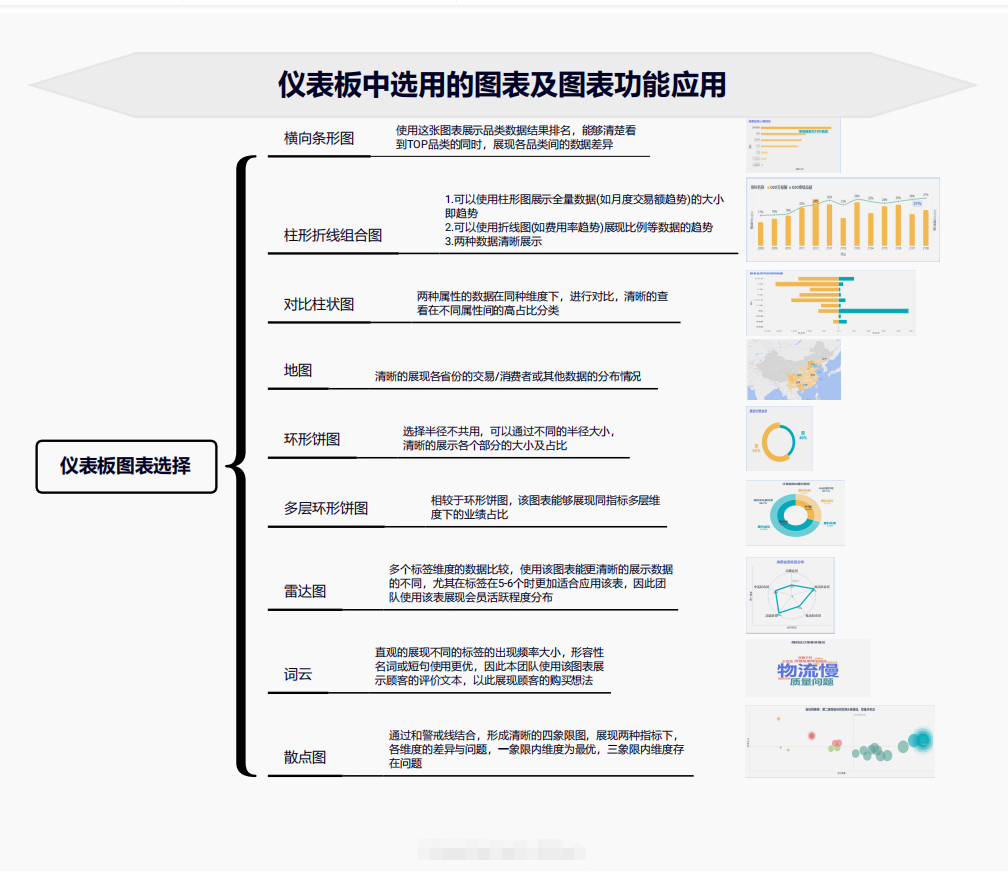 仪表板中选用的图表及图表功能应用
横向条形图
使用这张图表展示品类数据结果排名，能够清楚看
到TOP品类的同时，展现各品类间的数据差异
柱形折线组合图
1.可以使用柱形图展示全量数据(如月度交易额趋势)的大小
即趋势
2.可以使用折线图(如费用率趋势)展现比例等数据的趋势
3.两种数据清晰展示
对比柱状图
两种属性的数据在同种维度下，进行对比，清晰的查
看在不同属性间的高占比分类
地图
清晰的展现各省份的交易/消费者或其他数据的分布情况
仪表板图表选择
环形饼图
选择半径不共用，可以通过不同的半径大小，
清晰的展示各个部分的大小及占比
多层环形饼图
相较于环形饼图，该图表能够展现同指标多层维
度下的业绩占比
雷达图
多个标签维度的数据比较，使用该图表能更清晰的展示数据
的不同，尤其在标签在5-6个时更加适合应用该表，因此团
队使用该表展现会员活跃程度分布
词云
直观的展现不同的标签的出现频率大小，形容性
名词或短句使用更优，因此本团队使用该图表展
示顾客的评价文本，以此展现顾客的购买想法
物流慢
质量问题
散点图
通过和警戒线结合，形成清晰的四象限图，展现两种指标下，
各维度的差异与问题，一象限内维度为最优，三象限内维度存
在问题